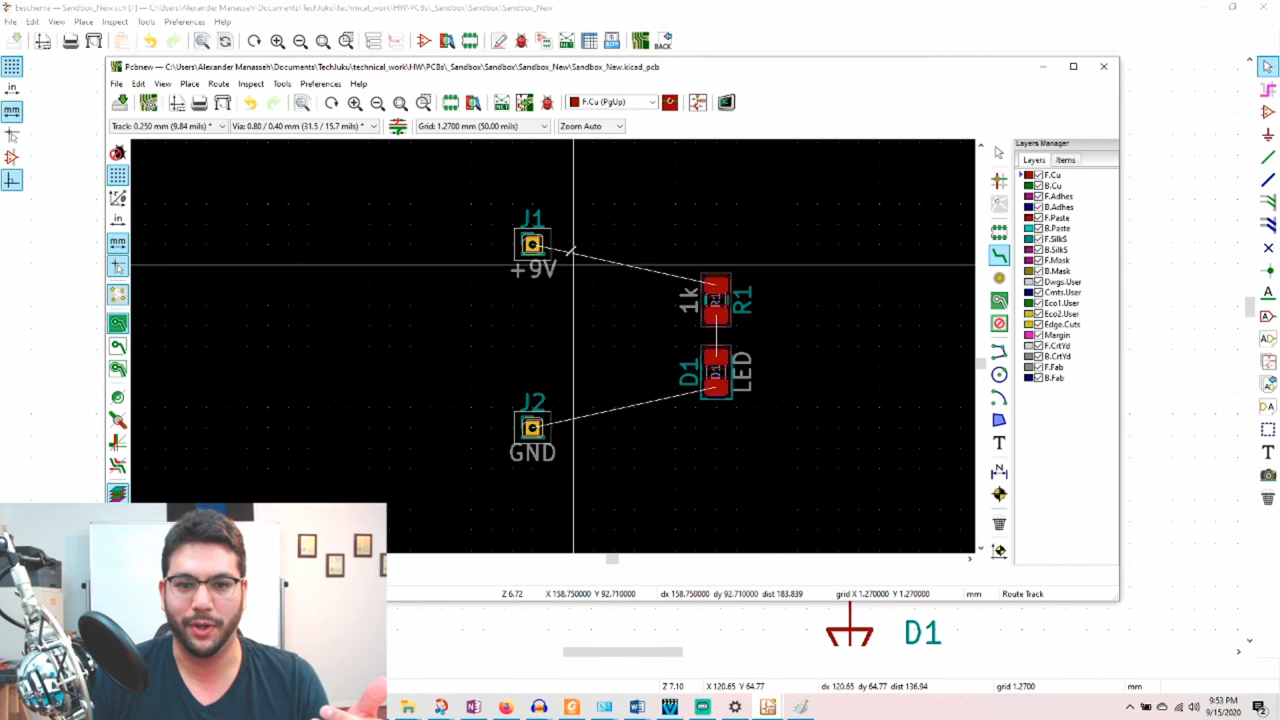 Eeschema — Sandbox_New.sch [/] — C:\Users\Alexander Manasseh\Documents\TechJuku\technical_work\HW\PCBs\_Sandbox\Sandbox\Sandbox_New
File Edit View Place Inspect Tools Preferences Help
BACK
in
mm
Pcbnew — C:\Users\Alexander Manasseh\Documents\TechJuku\technical_work\HW\PCBs\_Sandbox\Sandbox\Sandbox_New\Sandbox_New.kicad_pcb
File Edit View Place Route Inspect Tools Preferences Help
F.Cu (PgUp)
Track: 0.250 mm (9.84 mils) * Via: 0.80 / 0.40 mm (31.5 / 15.7 mils) * Grid: 1.2700 mm (50.00 mils) Zoom Auto
in
mm
J1
+9V
1k R1 R1
D1 D1 LED
J2
GND
Layers Manager
Layers Items
F.Cu
B.Cu
F.Adhes
B.Adhes
F.Paste
B.Paste
F.SilkS
B.SilkS
F.Mask
B.Mask
Dwgs.User
Cmts.User
Eco1.User
Eco2.User
Edge.Cuts
Margin
F.CrtYd
B.CrtYd
F.Fab
B.Fab
Z 6.72 X 158.750000 Y 92.710000 dx 158.750000 dy 92.710000 dist 183.839 grid X 1.270000 Y 1.270000 mm Route Track
D1
Z 7.10 X 120.65 Y 64.77 dx 120.65 dy 64.77 dist 136.94 grid 1.2700 mm
9:53 PM
9/15/2020